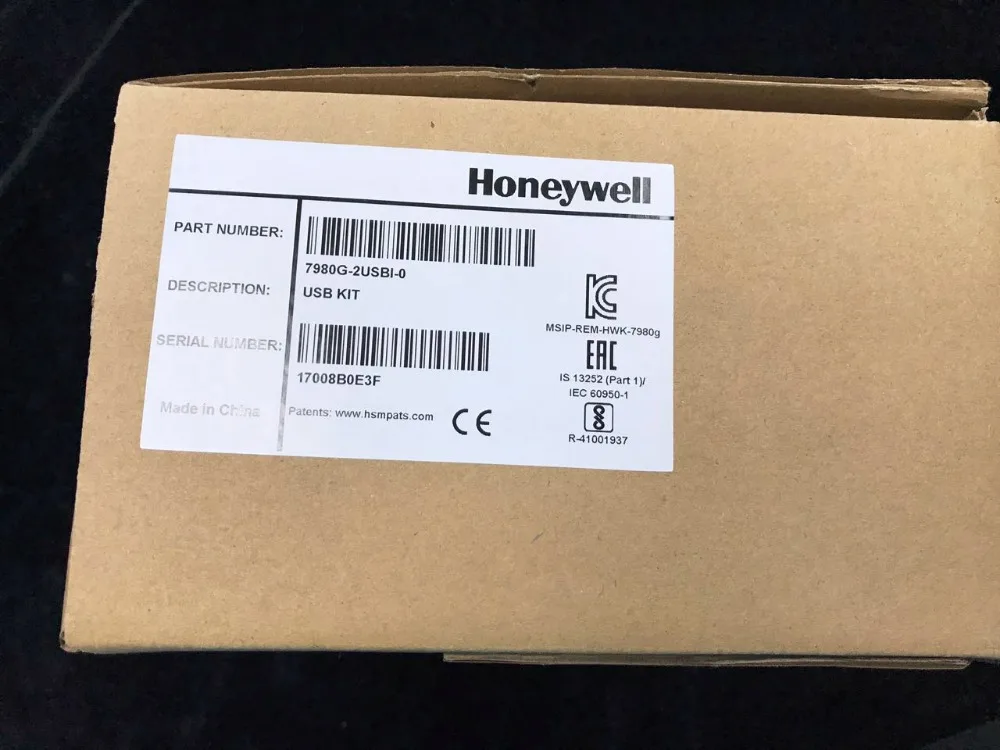 Honeywell
PART NUMBER:
7980G-2USBI-0
DESCRIPTION:
USB KIT
SERIAL NUMBER:
17008B0E3F
Made in China
Patents: www.hsmpats.com
CE
MSIP-REM-HWK-7980g
EAC
IS 13252 (Part 1)/
IEC 60950-1
R-41001937